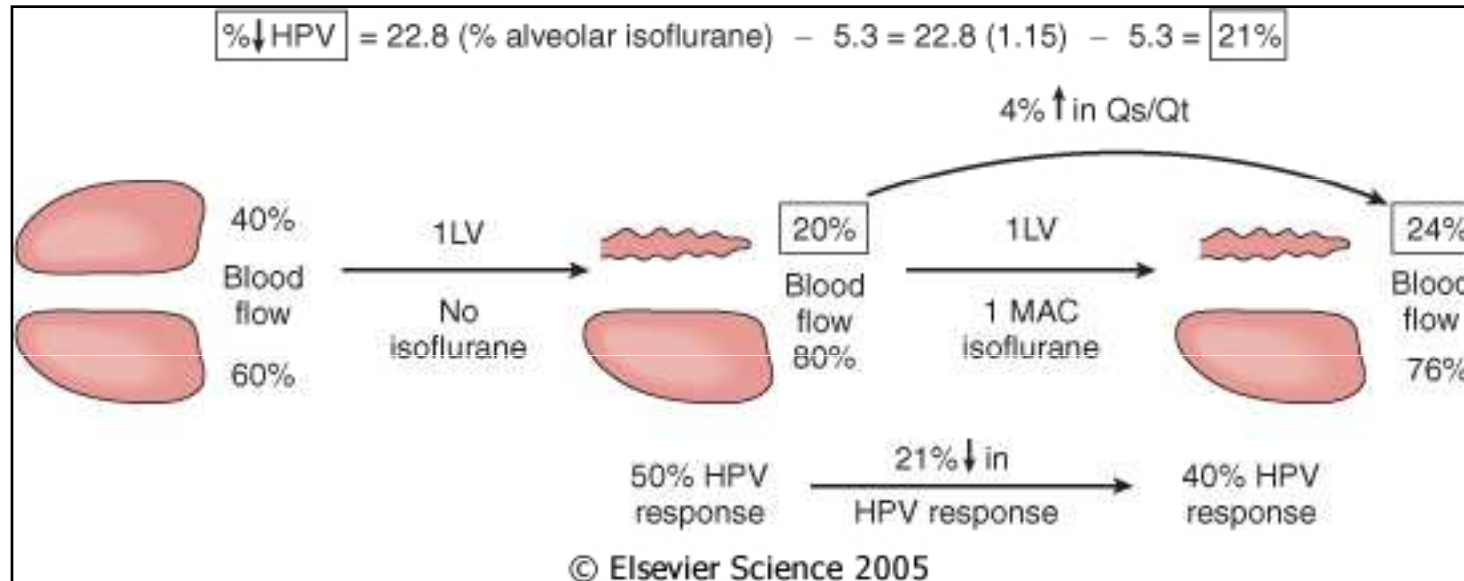 %↓HPV = 22.8 (% alveolar isoflurane) – 5.3 = 22.8 (1.15) – 5.3 = 21%
4% ↑ in Qs/Qt
40%
Blood
flow
60%
1LV
No
isoflurane
20%
Blood
flow
80%
1LV
1 MAC
isoflurane
24%
Blood
flow
76%
50% HPV
response
21% ↓ in
HPV response
40% HPV
response
© Elsevier Science 2005